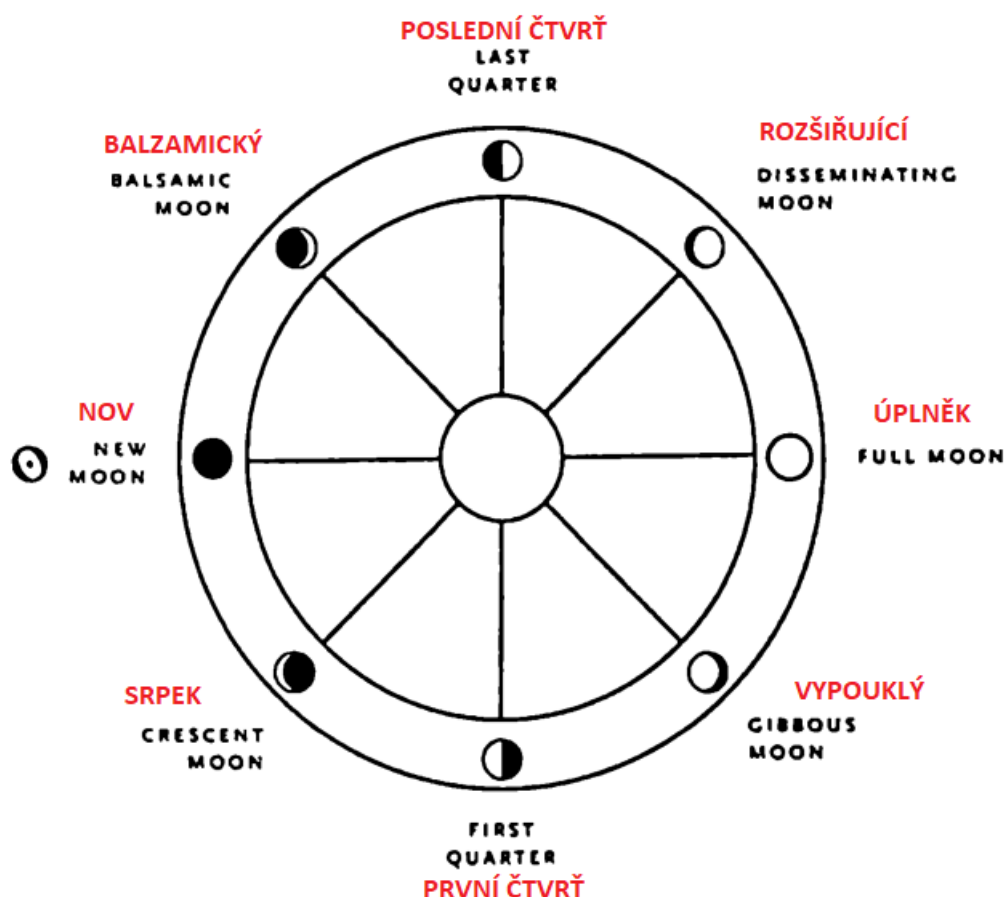 POSLEDNÍ ČTVRŤ
LAST
QUARTER
BALZAMICKÝ
BALSAMIC
MOON
ROZŠIŘUJÍCÍ
DISSEMINATING
MOON
NOV
NEW
MOON
ÚPLNĚK
FULL MOON
SRPEK
CRESCENT
MOON
VYPOUKLÝ
GIBBOUS
MOON
FIRST
QUARTER
PRVNÍ ČTVRŤ